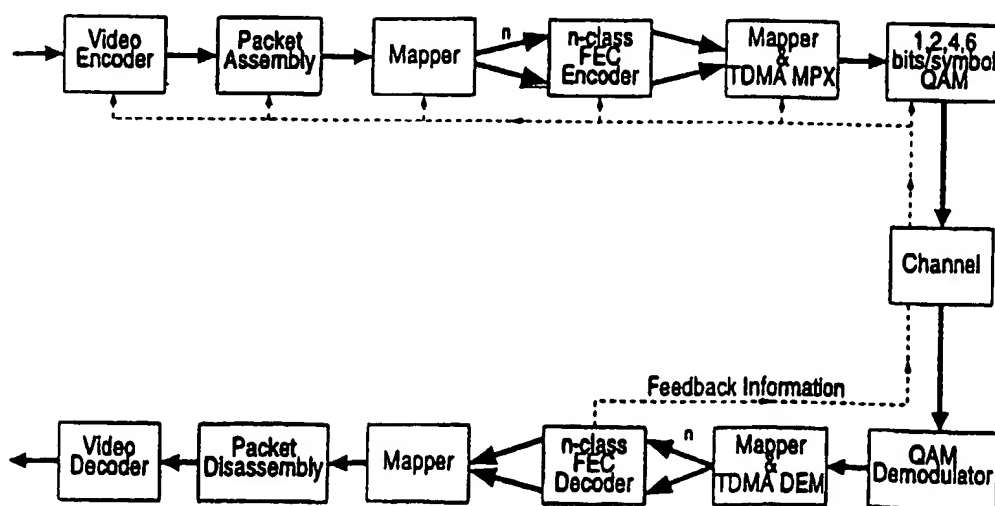 Video
Encoder
Packet
Assembly
Mapper
n
n-class
FEC
Encoder
Mapper
&
TDMA MPX
1,2,4,6
bits/symbol
QAM
Channel
Feedback Information
Video
Decoder
Packet
Disassembly
Mapper
n-class
FEC
Decoder
n
Mapper
&
TDMA DEM
QAM
Demodulator